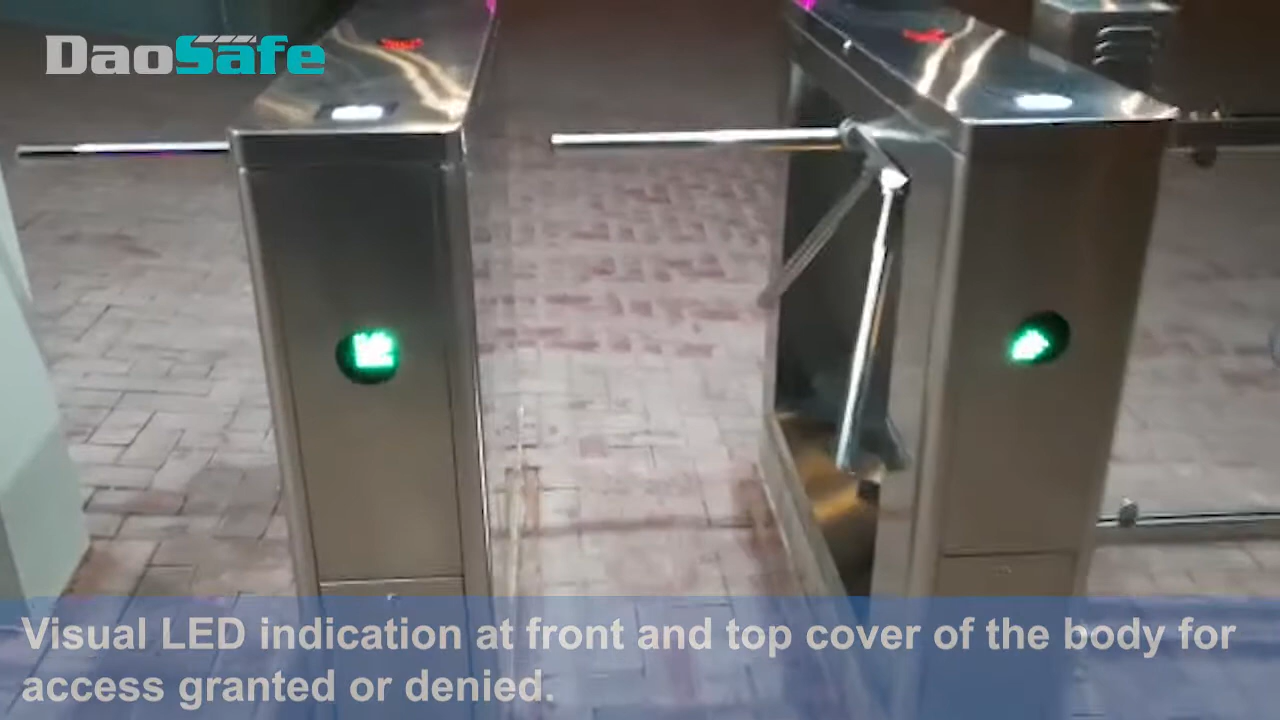 DaoSafe
Visual LED indication at front and top cover of the body for
access granted or denied.